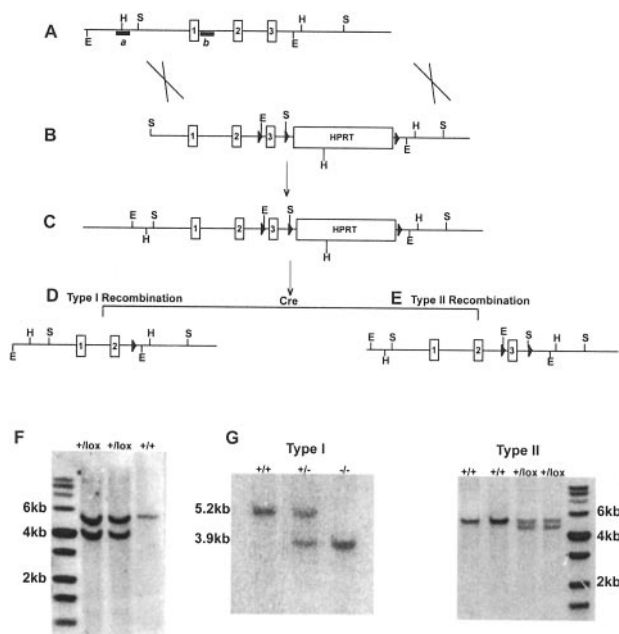 A
H S
1 2 3
H S
E a b E
B
S
1 2 E 3 S HPRT H S
H E
C
E S
1 2 E 3 S HPRT H S
H H E
D Type I Recombination Cre E Type II Recombination
H S 1 2 H S
E E
E S 1 2 E 3 S H S
H E
F
+/lox +/lox +/+
6kb
4kb
2kb
G
Type I
+/+ +/- -/-
5.2kb
3.9kb
Type II
+/+ +/+ +/lox +/lox
6kb
4kb
2kb